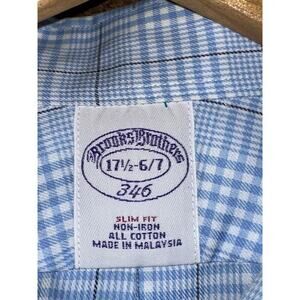 Brooks Brothers
17½-6/7
346
SLIM FIT
NON-IRON
ALL COTTON
MADE IN MALAYSIA